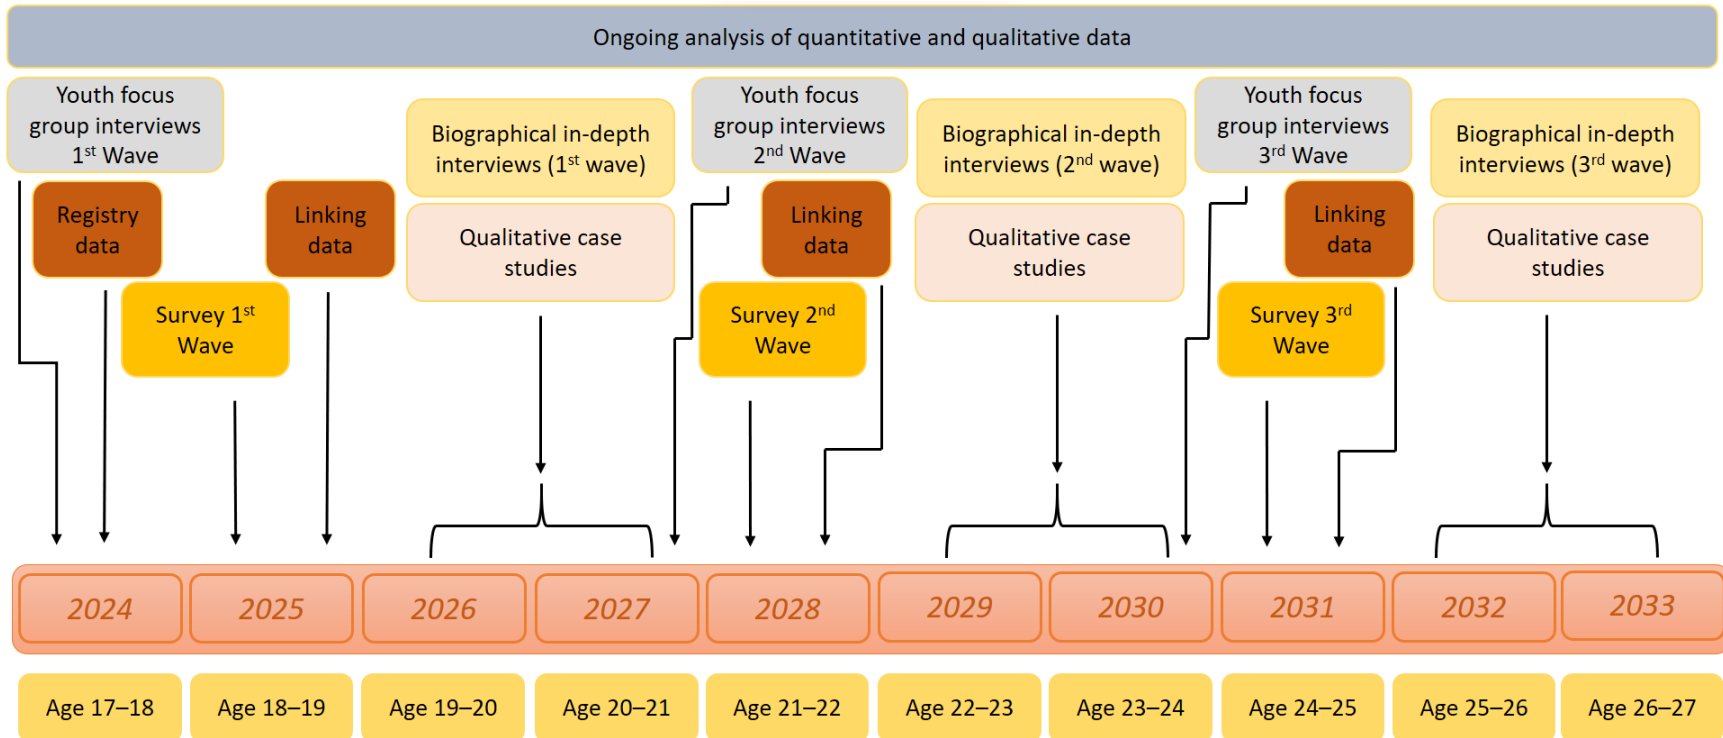 Ongoing analysis of quantitative and qualitative data
Youth focus
group interviews
1st Wave
Registry
data
Survey 1st
Wave
Linking
data
Biographical in-depth
interviews (1st wave)
Qualitative case
studies
Youth focus
group interviews
2nd Wave
Linking
data
Survey 2nd
Wave
Biographical in-depth
interviews (2nd wave)
Qualitative case
studies
Youth focus
group interviews
3rd Wave
Linking
data
Survey 3rd
Wave
Biographical in-depth
interviews (3rd wave)
Qualitative case
studies
2024 2025 2026 2027 2028 2029 2030 2031 2032 2033
Age 17–18 Age 18–19 Age 19–20 Age 20–21 Age 21–22 Age 22–23 Age 23–24 Age 24–25 Age 25–26 Age 26–27